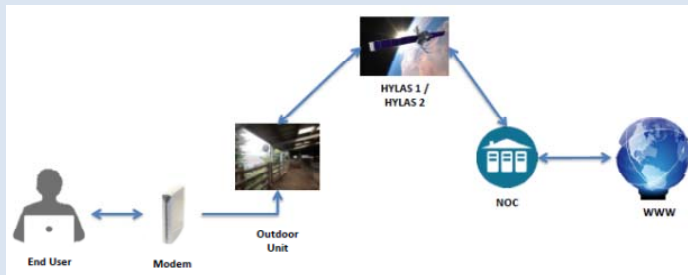 HYLAS 1 /
HYLAS 2
NOC
WWW
Outdoor
Unit
End User
Modem